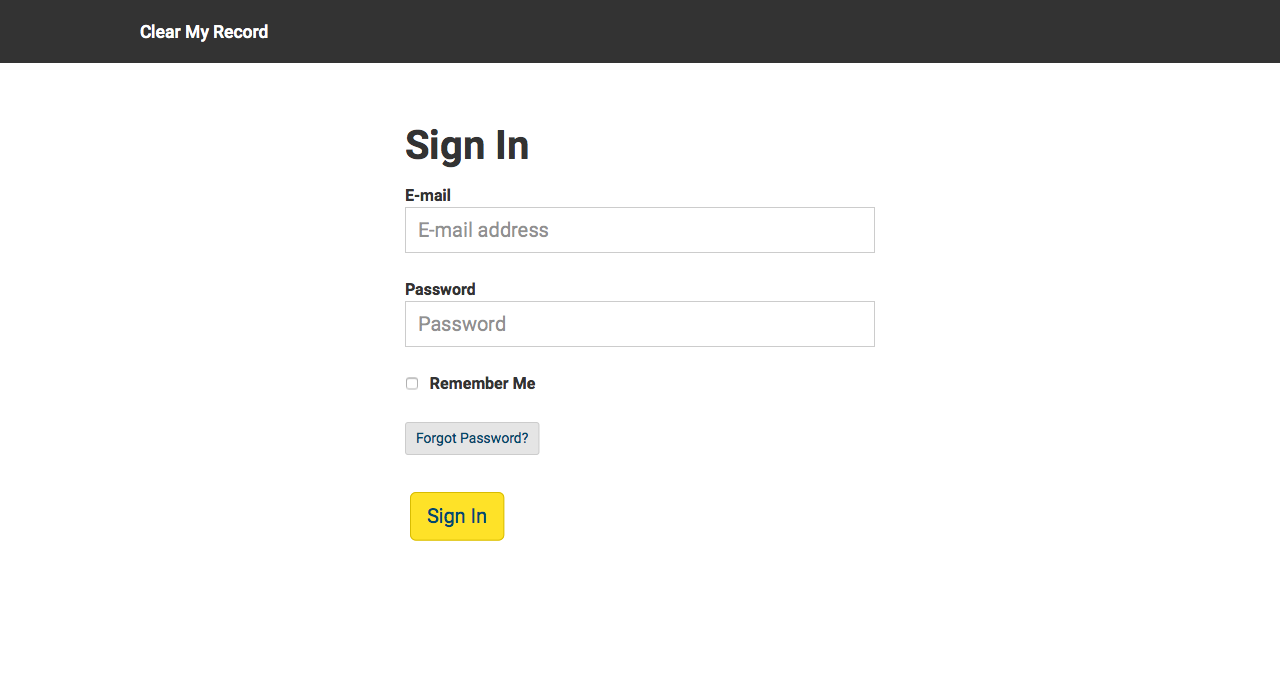 Clear My Record
Sign In
E-mail
E-mail address
Password
Password
Remember Me
Forgot Password?
Sign In